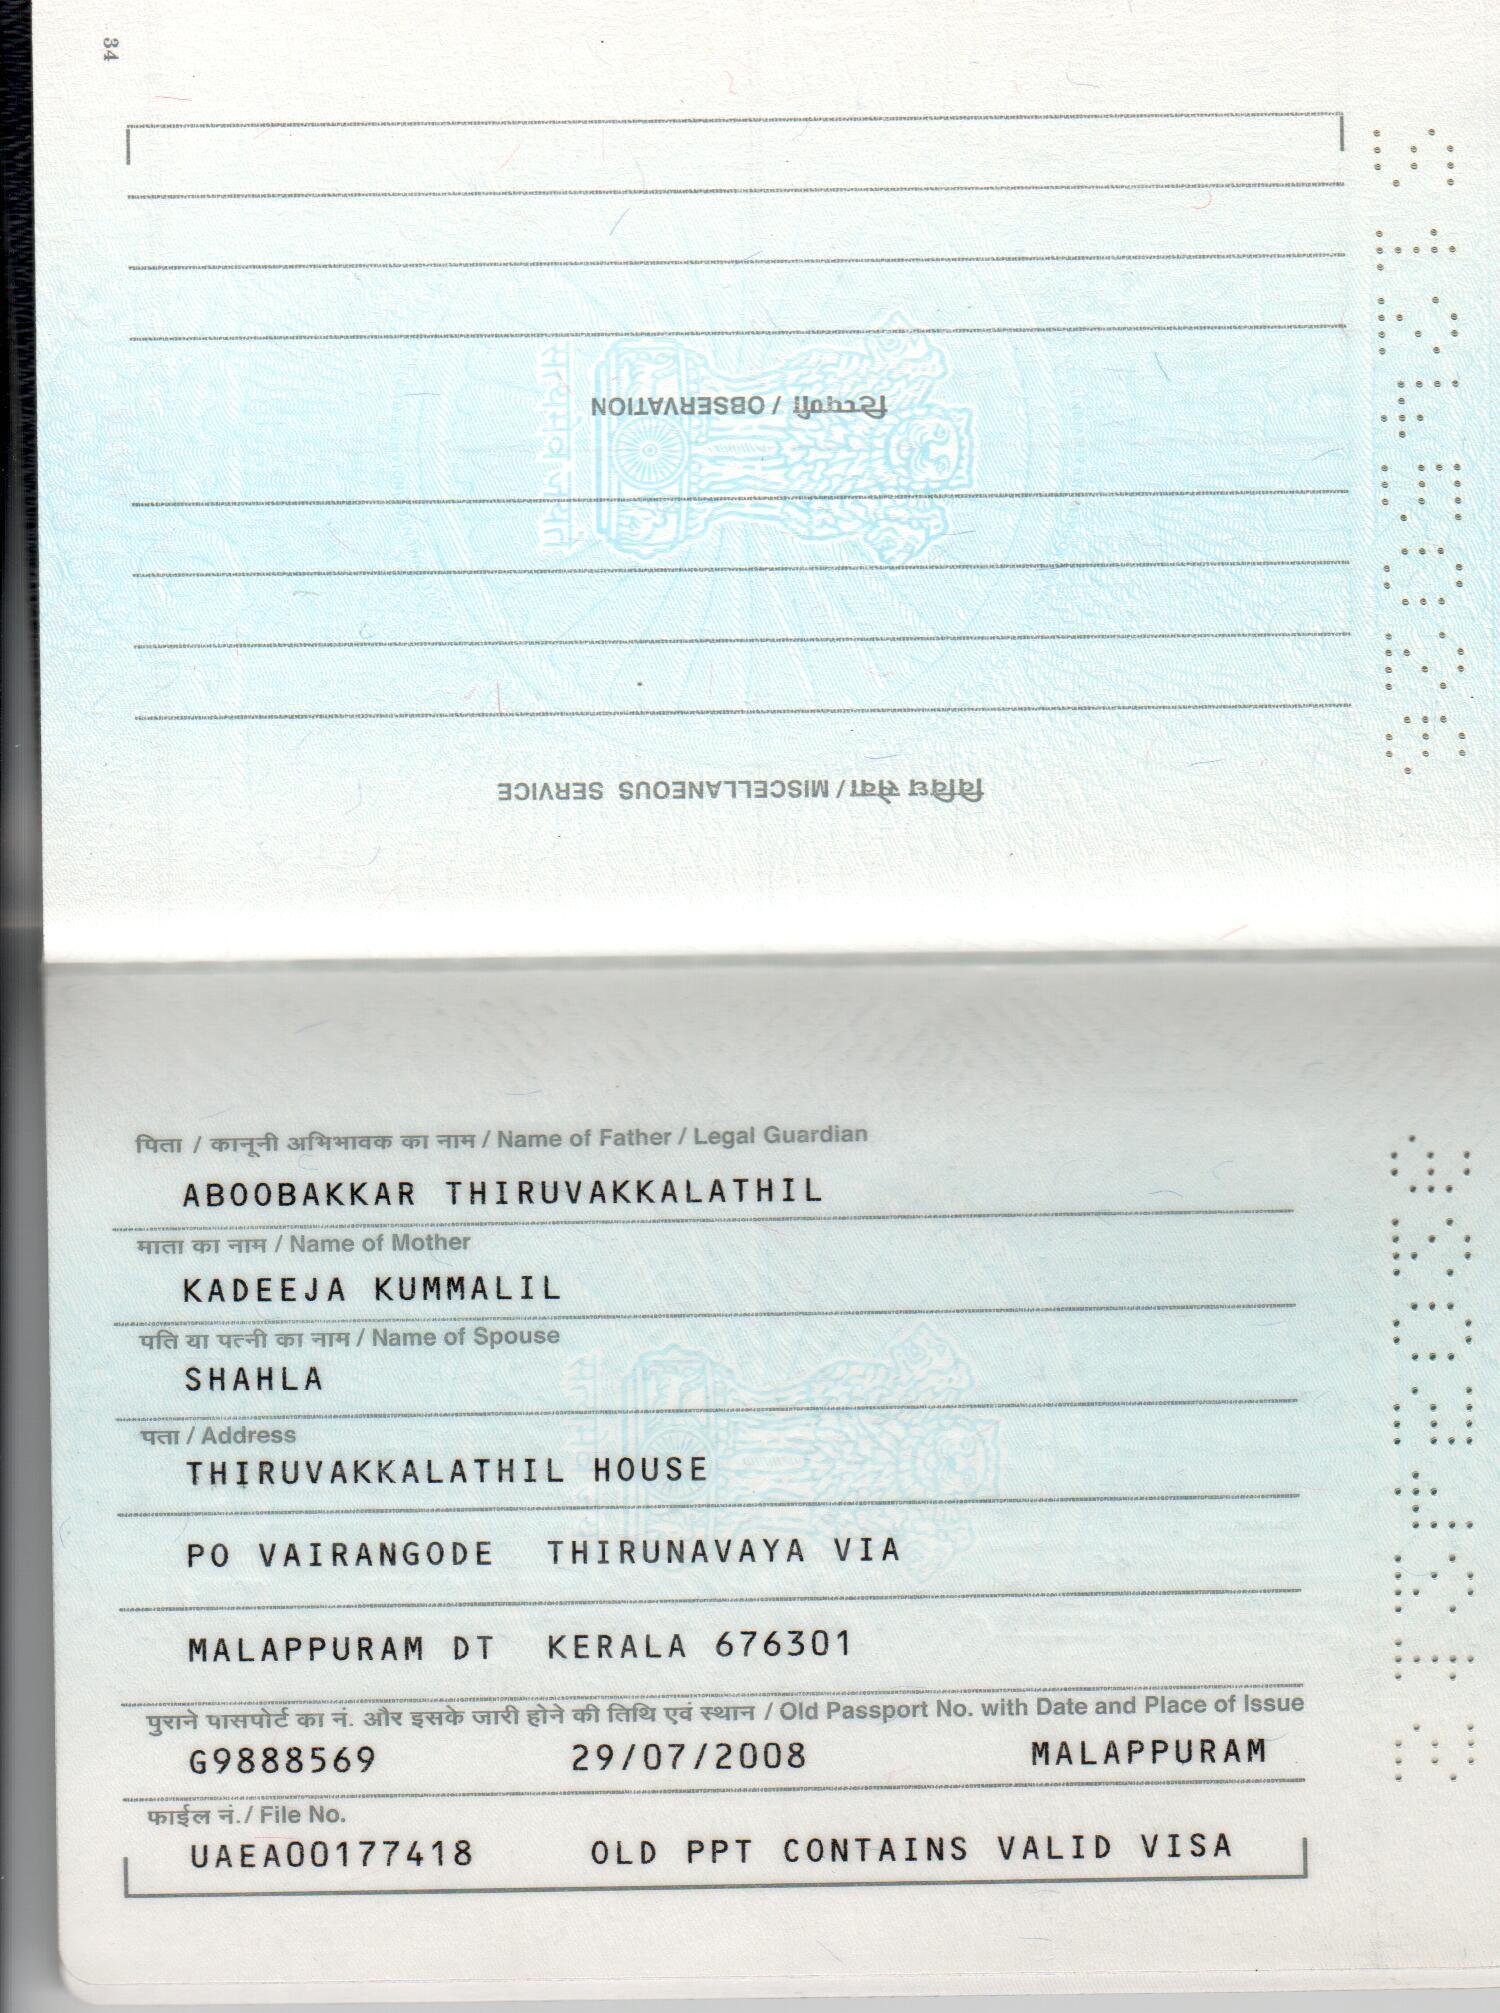 34
टिप्पणी / OBSERVATION
विविध सेवा / MISCELLANEOUS SERVICE
पिता / कानूनी अभिभावक का नाम / Name of Father / Legal Guardian
ABOOBAKKAR THIRUVAKKALATHIL
माता का नाम / Name of Mother
KADEEJA KUMMALIL
पति या पत्नी का नाम / Name of Spouse
SHAHLA
पता / Address
THIRUVAKKALATHIL HOUSE
PO VAIRANGODE THIRUNAVAYA VIA
MALAPPURAM DT KERALA 676301
पुराने पासपोर्ट का नं. और इसके जारी होने की तिथि एवं स्थान / Old Passport No. with Date and Place of Issue
G9888569 29/07/2008 MALAPPURAM
फाईल नं./ File No.
UAEA00177418 OLD PPT CONTAINS VALID VISA